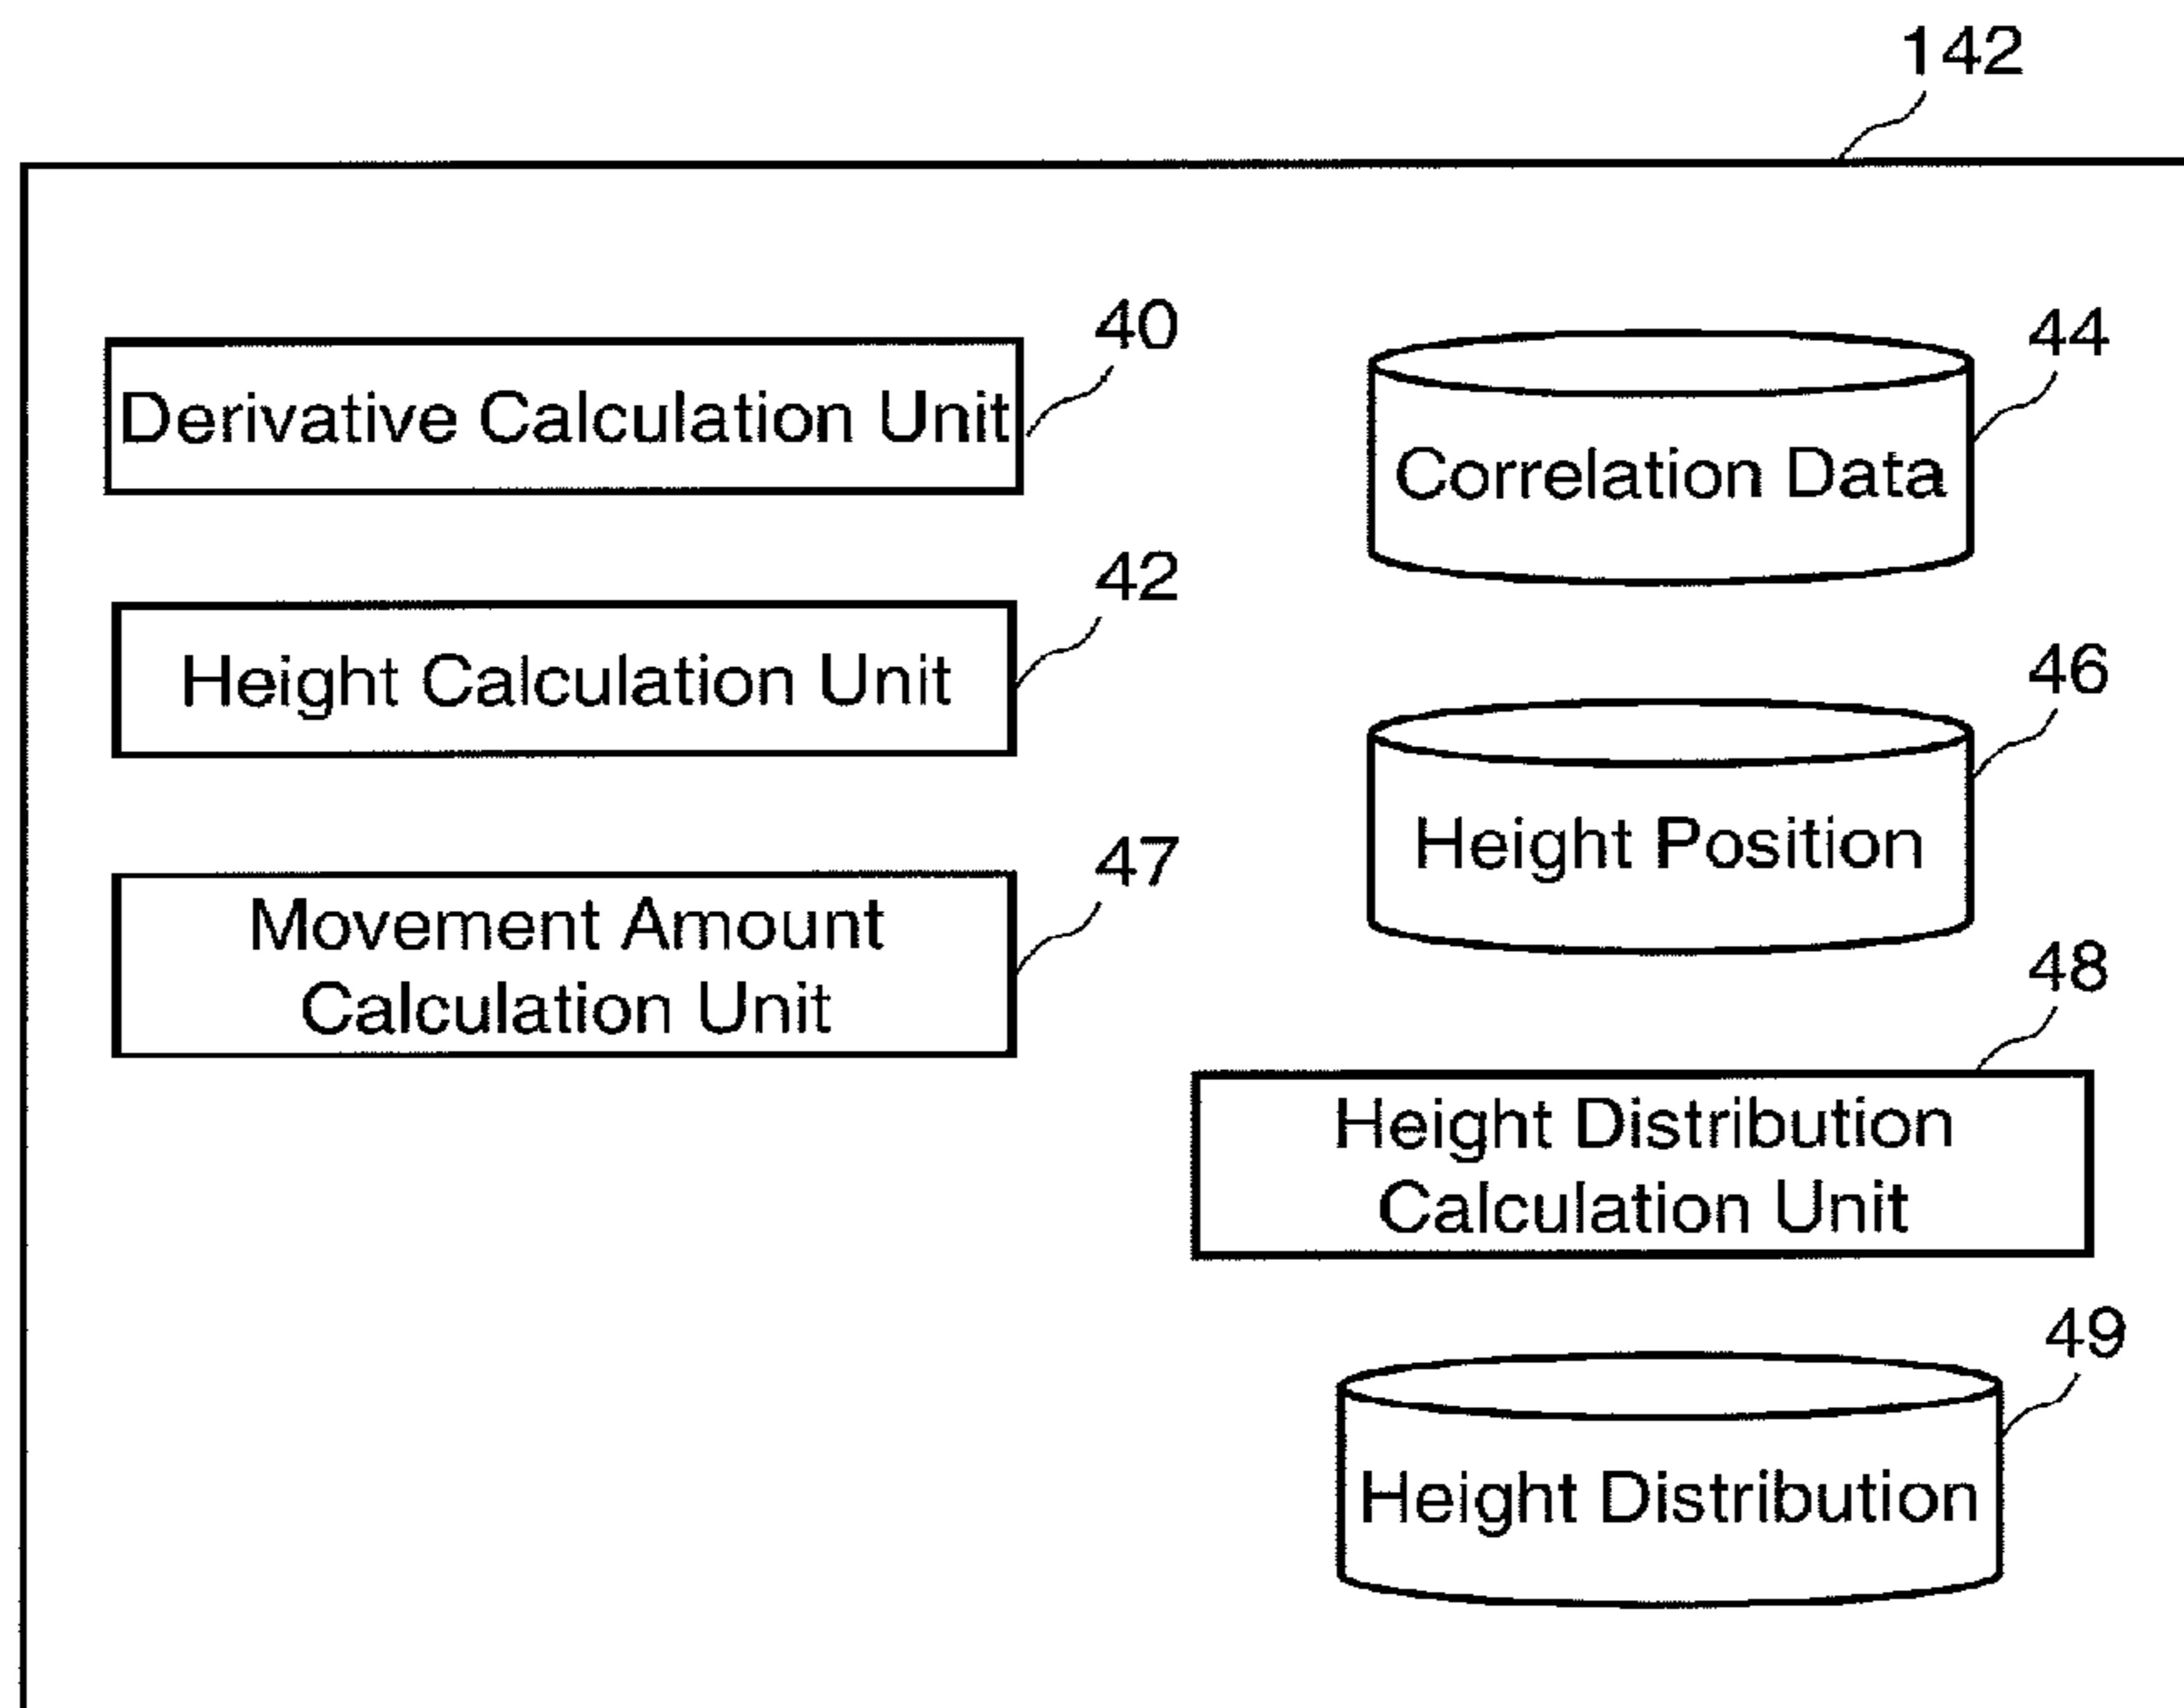 142
40
Derivative Calculation Unit
44
Correlation Data
42
Height Calculation Unit
46
Height Position
47
Movement Amount
Calculation Unit
48
Height Distribution
Calculation Unit
49
Height Distribution